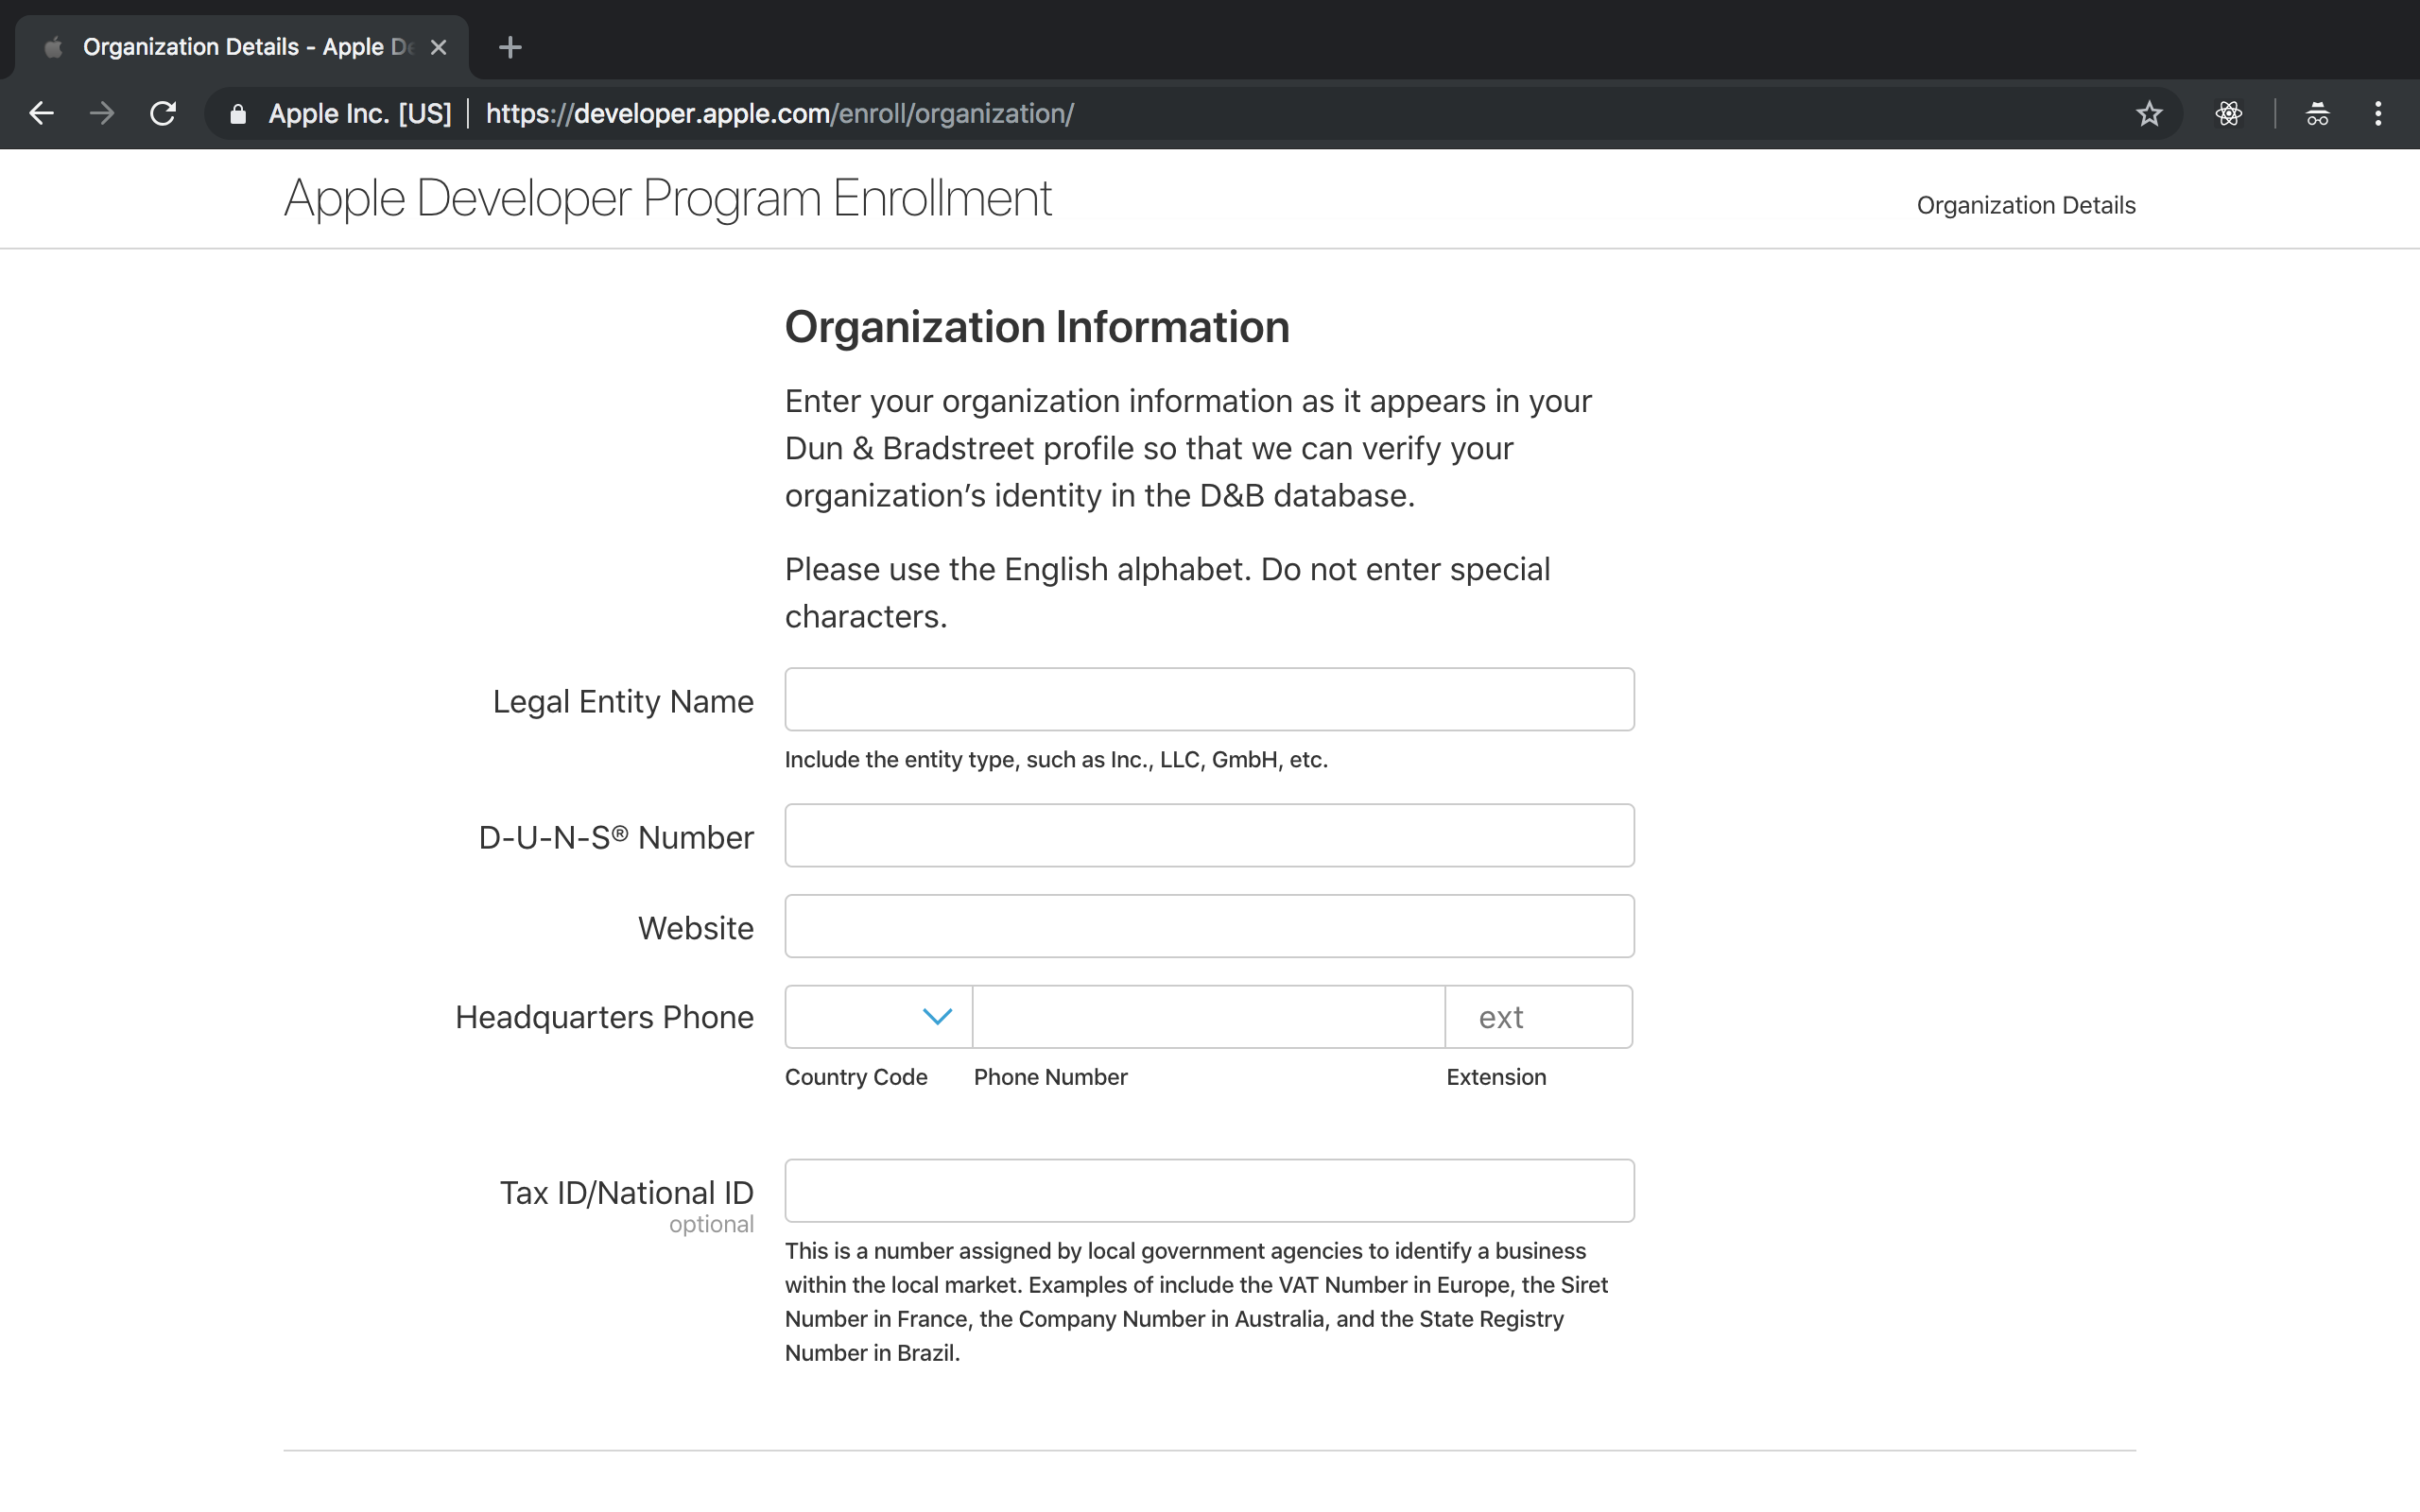 Organization Details - Apple De
Apple Inc. [US] | https://developer.apple.com/enroll/organization/
Apple Developer Program Enrollment
Organization Details
Organization Information
Enter your organization information as it appears in your
Dun & Bradstreet profile so that we can verify your
organization’s identity in the D&B database.
Please use the English alphabet. Do not enter special
characters.
Legal Entity Name
Include the entity type, such as Inc., LLC, GmbH, etc.
D-U-N-S® Number
Website
Headquarters Phone
ext
Country Code
Phone Number
Extension
Tax ID/National ID
optional
This is a number assigned by local government agencies to identify a business
within the local market. Examples of include the VAT Number in Europe, the Siret
Number in France, the Company Number in Australia, and the State Registry
Number in Brazil.